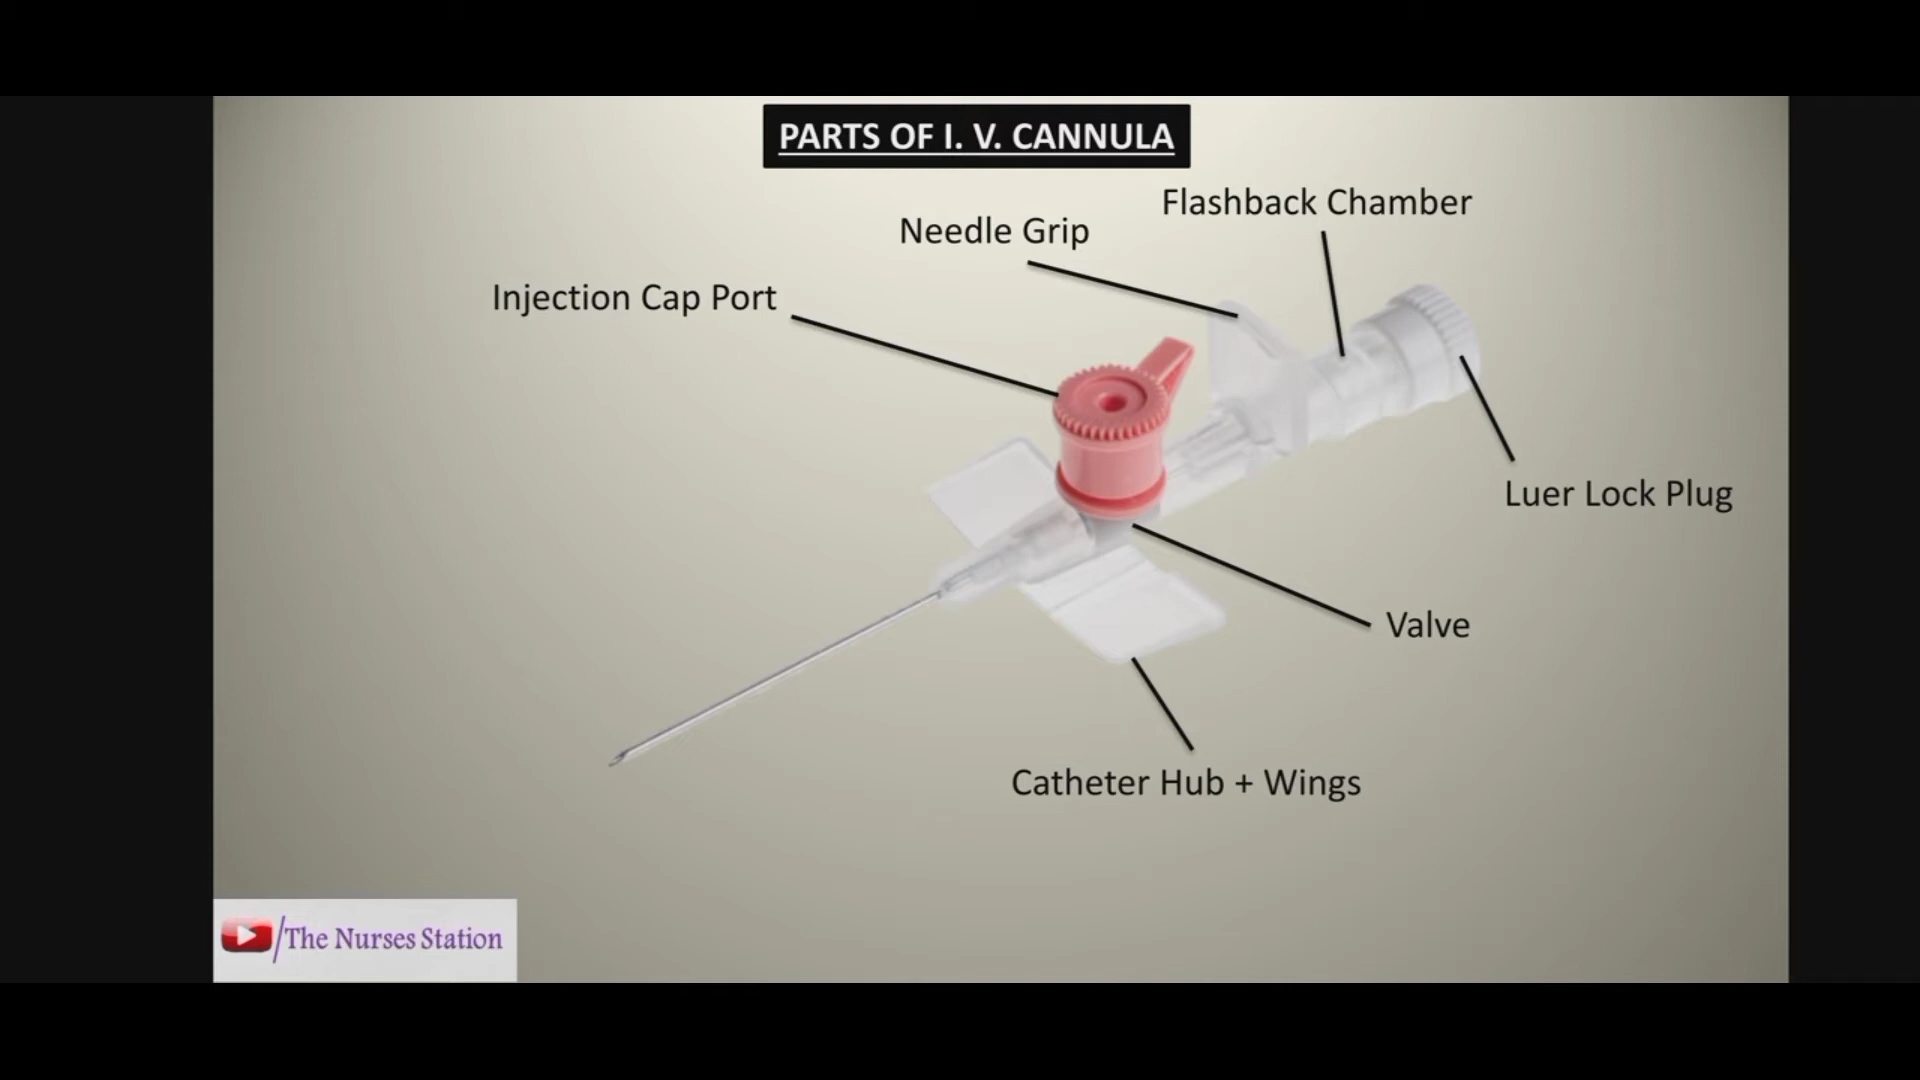 PARTS OF I. V. CANNULA
Flashback Chamber
Needle Grip
Injection Cap Port
Luer Lock Plug
Valve
Catheter Hub + Wings
/The Nurses Station